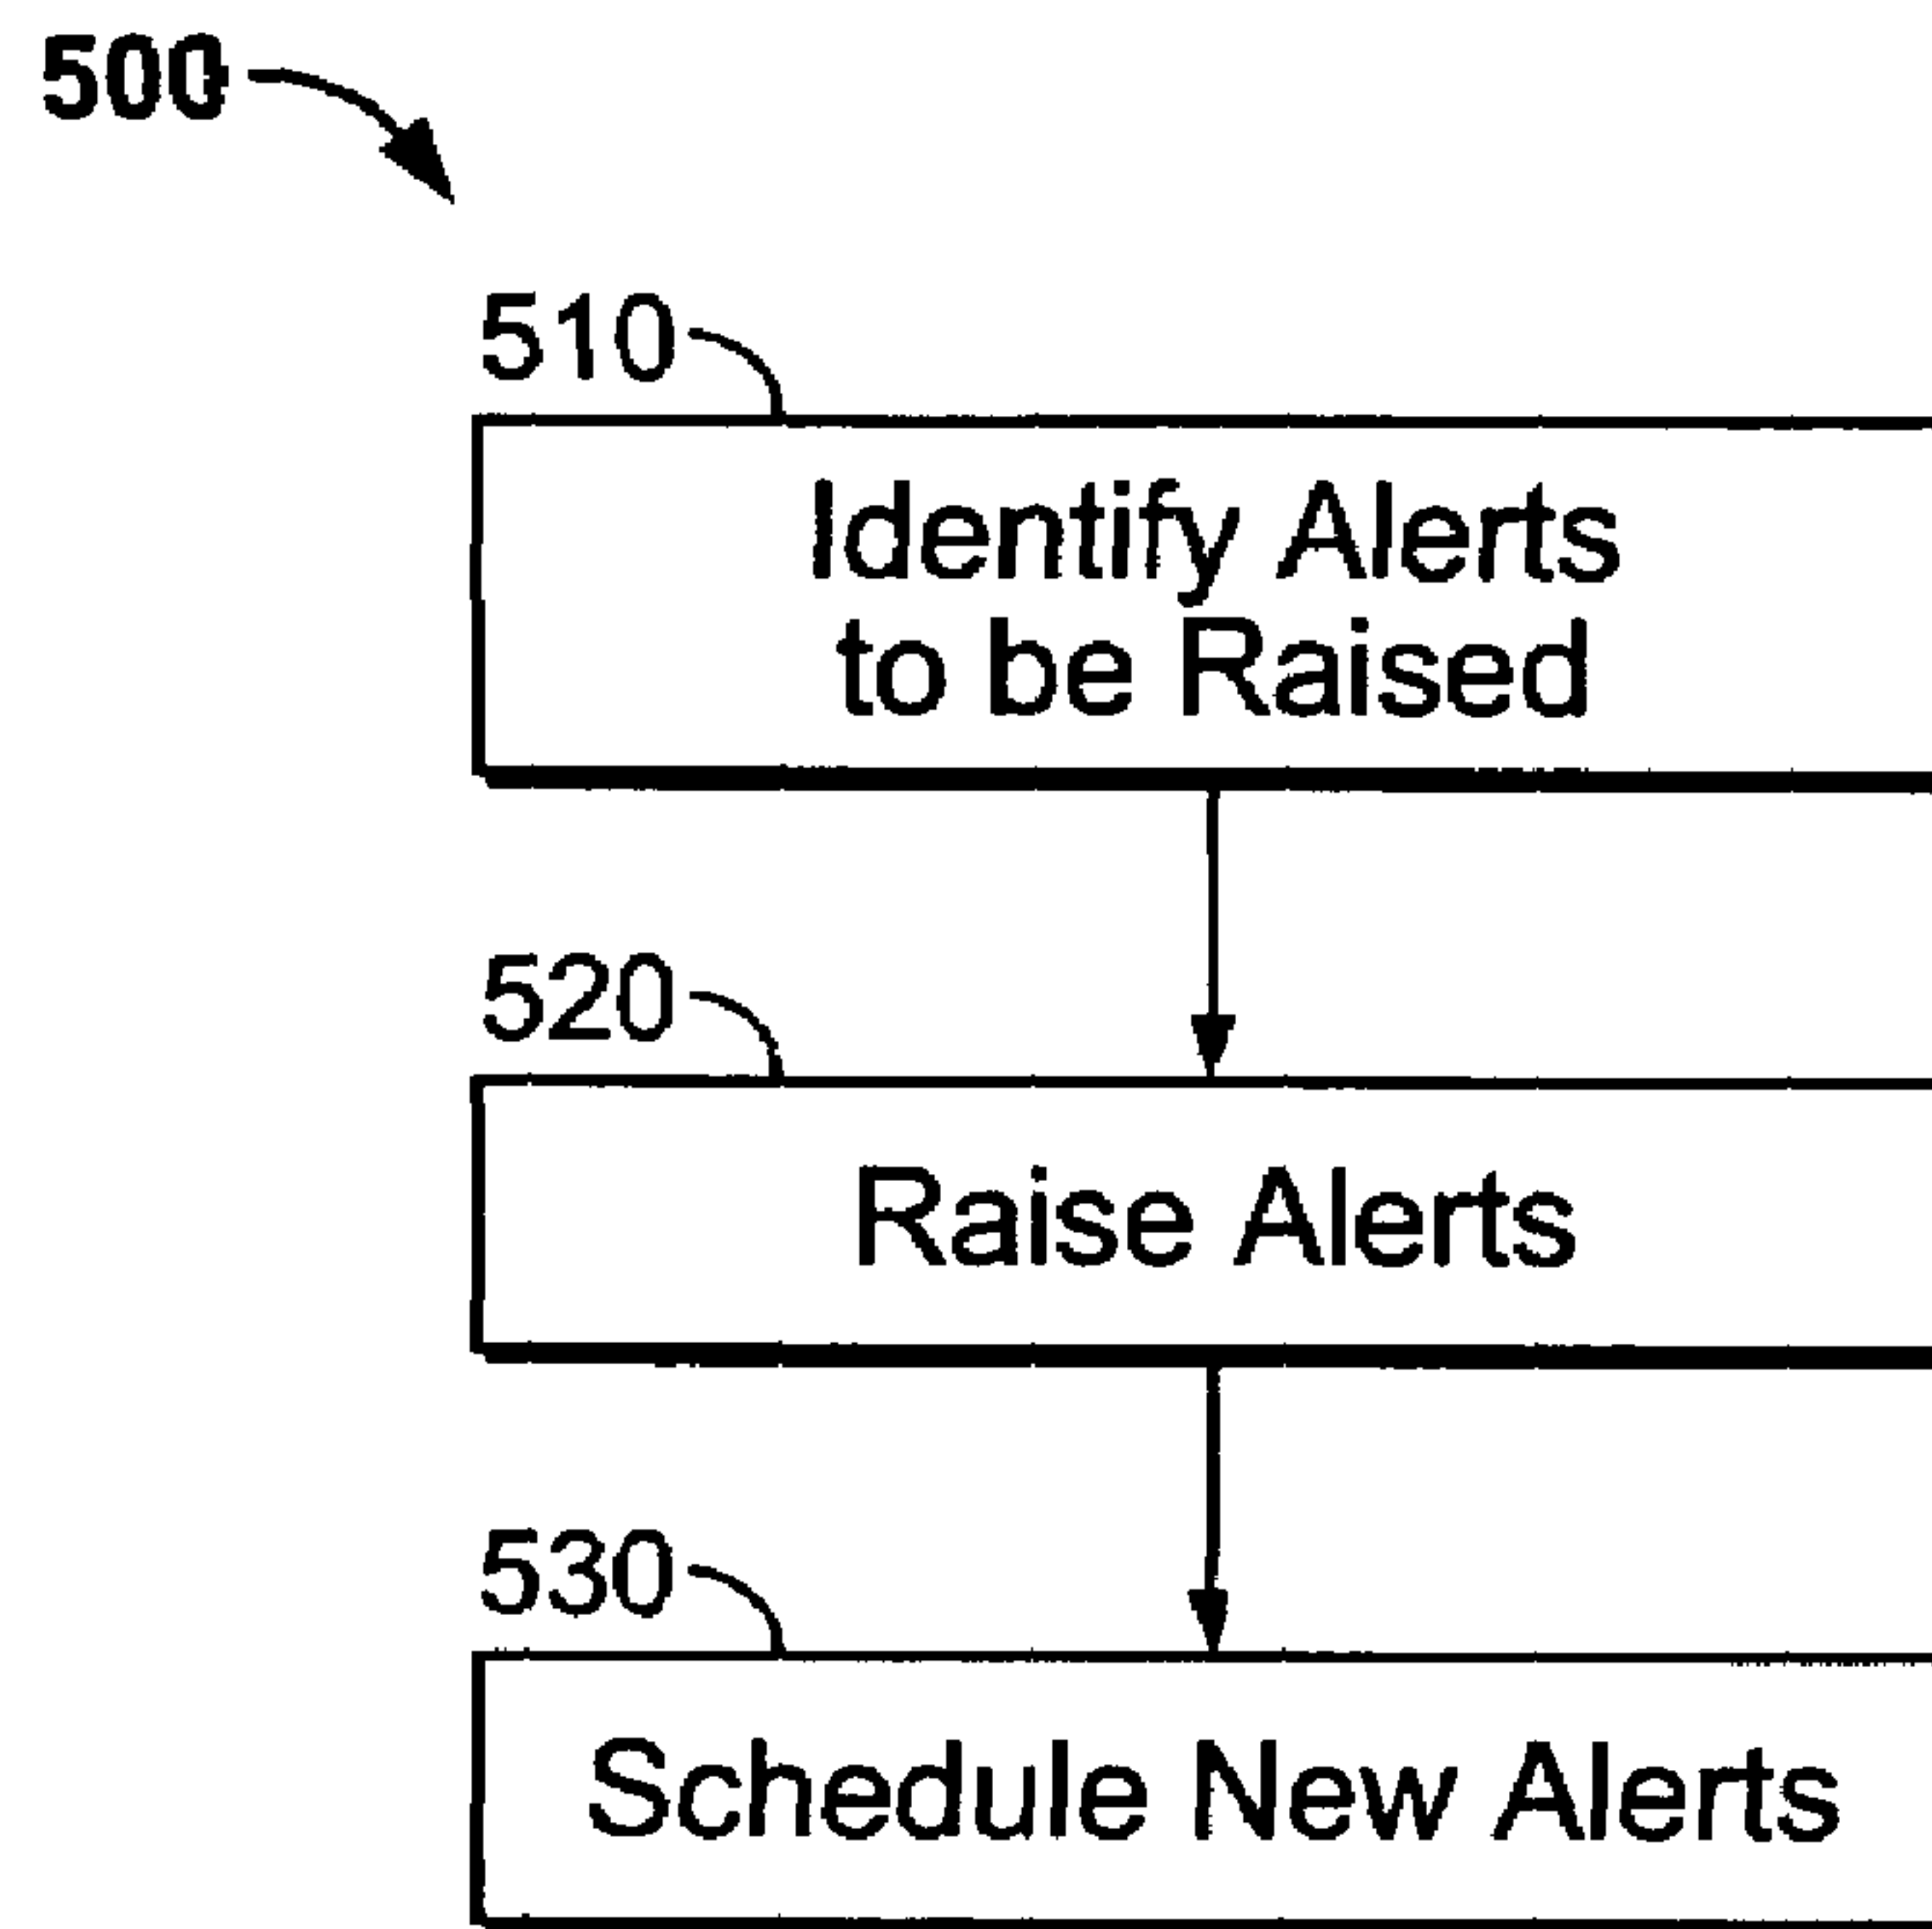 500
510
Identify Alerts
to be Raised
520
Raise Alerts
530
Schedule New Alerts